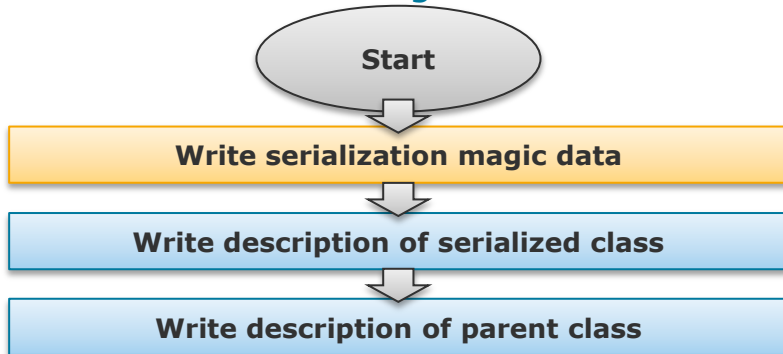 Start
Write serialization magic data
Write description of serialized class
Write description of parent class